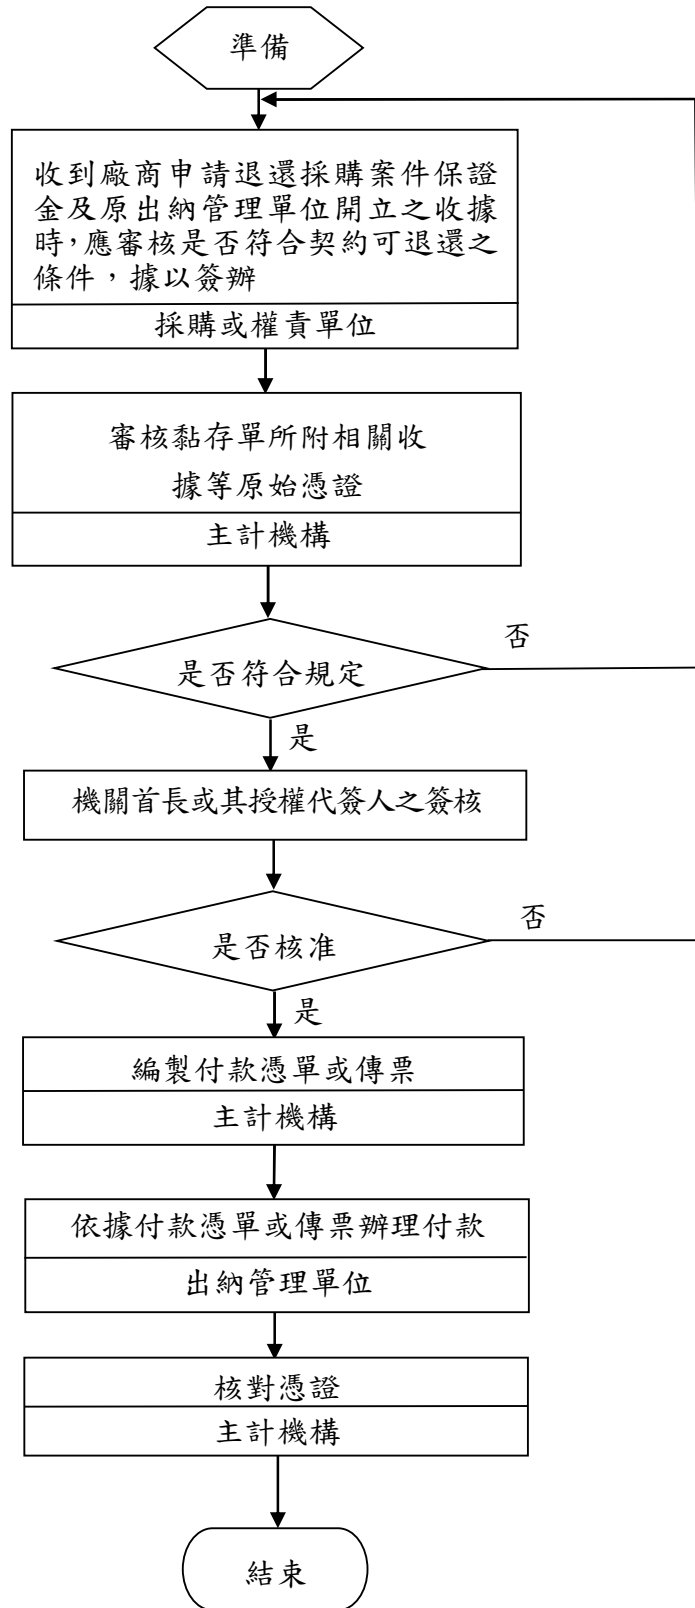 準備
收到廠商申請退還採購案件保證
金及原出納管理單位開立之收據
時,應審核是否符合契約可退還之
條件,據以簽辦
採購或權責單位
審核黏存單所附相關收
據等原始憑證
主計機構
是否符合規定
否
是
機關首長或其授權代簽人之簽核
是否核准
否
是
編製付款憑單或傳票
主計機構
依據付款憑單或傳票辦理付款
出納管理單位
核對憑證
主計機構
結束